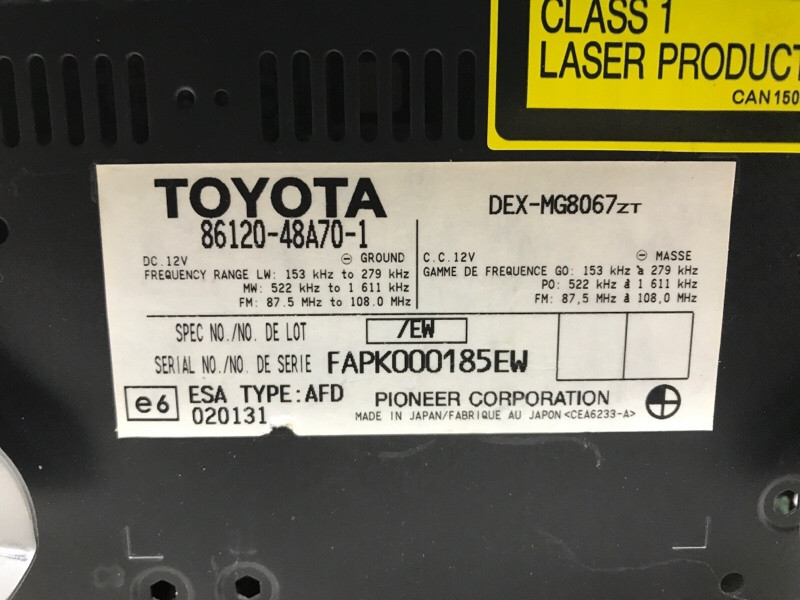 CLASS 1
LASER PRODUCT
CAN150
TOYOTA
86120-48A70-1
DEX-MG8067ZT
DC.12V ⊖ GROUND
FREQUENCY RANGE LW: 153 kHz to 279 kHz
MW: 522 kHz to 1 611 kHz
FM: 87.5 MHz to 108.0 MHz
C.C.12V ⊖ MASSE
GAMME DE FREQUENCE GO: 153 kHz à 279 kHz
PO: 522 kHz à 1 611 kHz
FM: 87,5 MHz à 108,0 MHz
SPEC NO./NO. DE LOT /EW
SERIAL NO./NO. DE SERIE FAPK000185EW
e6 ESA TYPE:AFD
020131
PIONEER CORPORATION
MADE IN JAPAN/FABRIQUE AU JAPON <CEA6233-A>